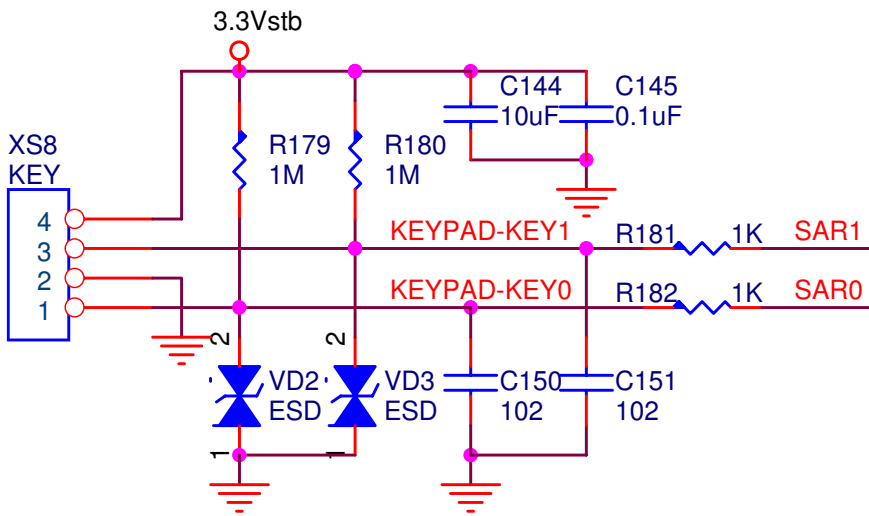 3.3Vstb
C144
10uF
C145
0.1uF
XS8
KEY
R179
1M
R180
1M
4
3
2
1
KEYPAD-KEY1
R181
1K
SAR1
KEYPAD-KEY0
R182
1K
SAR0
2
2
VD2
ESD
VD3
ESD
C150
102
C151
102
1
1